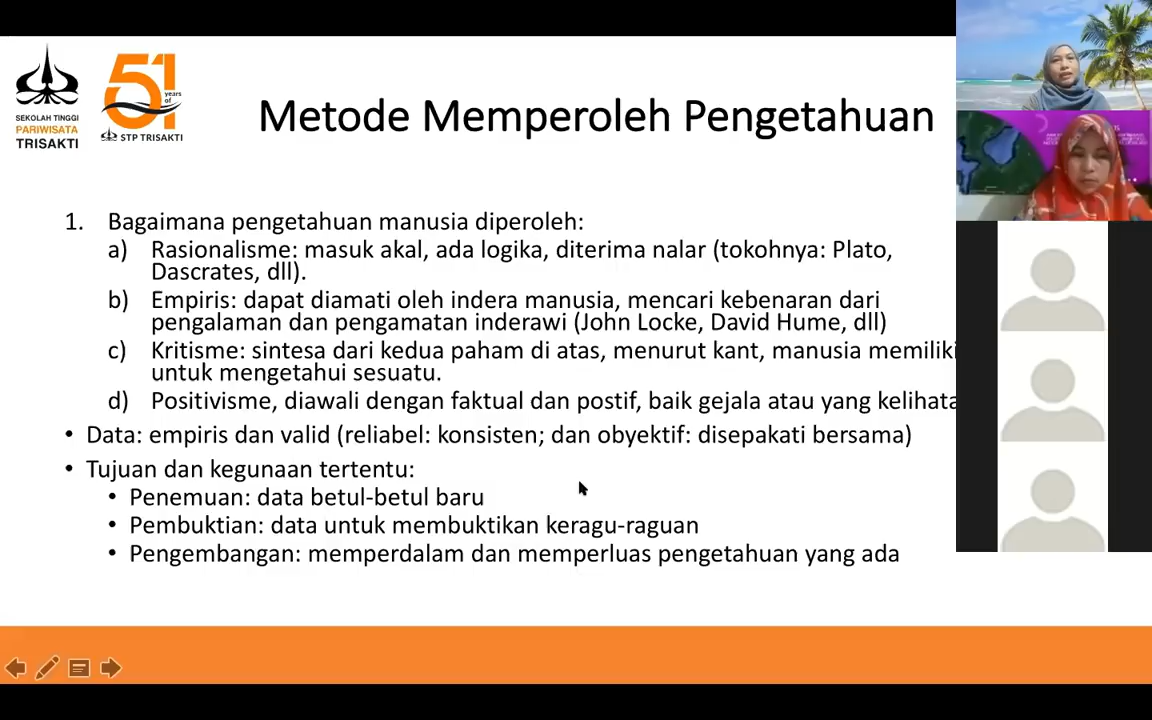 SEKOLAH TINGGI
PARIWISATA
TRISAKTI
51
years
of
STP TRISAKTI
Metode Memperoleh Pengetahuan
1. Bagaimana pengetahuan manusia diperoleh:
a) Rasionalisme: masuk akal, ada logika, diterima nalar (tokohnya: Plato,
Dascrates, dll).
b) Empiris: dapat diamati oleh indera manusia, mencari kebenaran dari
pengalaman dan pengamatan inderawi (John Locke, David Hume, dll)
c) Kritisme: sintesa dari kedua paham di atas, menurut kant, manusia memiliki
untuk mengetahui sesuatu.
d) Positivisme, diawali dengan faktual dan postif, baik gejala atau yang kelihata
• Data: empiris dan valid (reliabel: konsisten; dan obyektif: disepakati bersama)
• Tujuan dan kegunaan tertentu:
• Penemuan: data betul-betul baru
• Pembuktian: data untuk membuktikan keragu-raguan
• Pengembangan: memperdalam dan memperluas pengetahuan yang ada